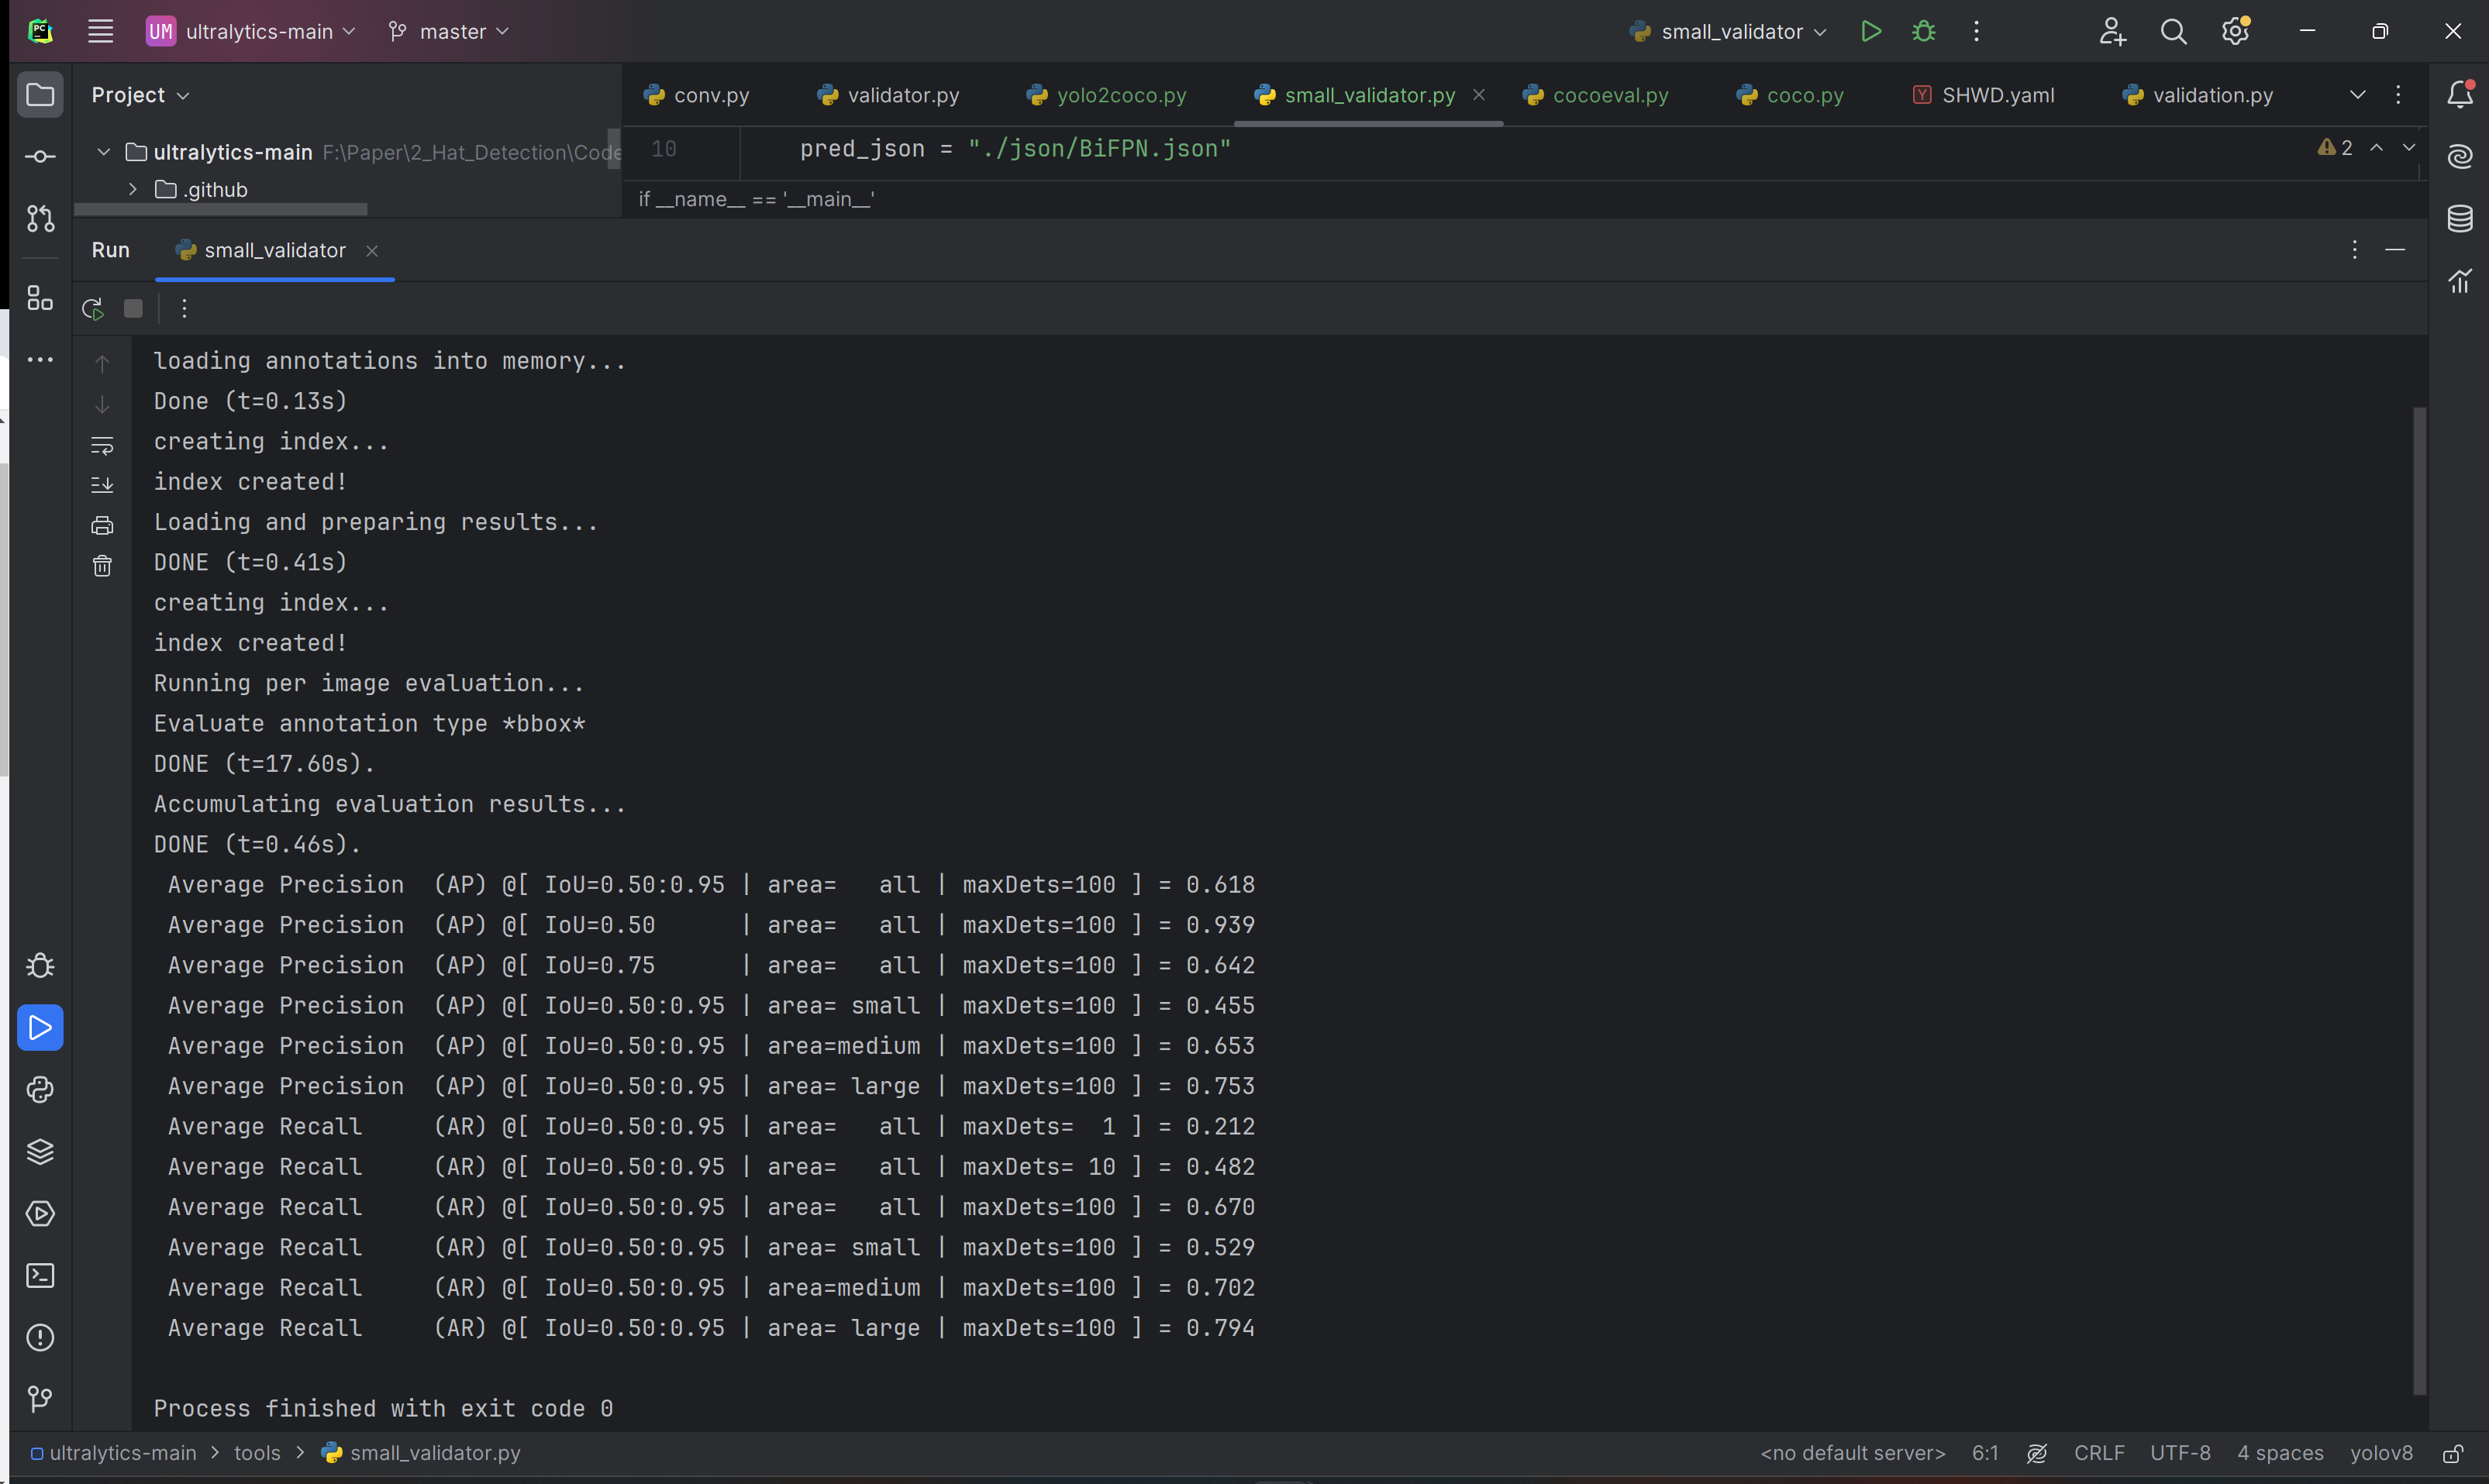 PC
UM ultralytics-main master small_validator
Project
conv.py validator.py yolo2coco.py small_validator.py cocoeval.py coco.py SHWD.yaml validation.py
ultralytics-main F:\Paper\2_Hat_Detection\Code
10 pred_json = "./json/BiFPN.json" 2
.github
if __name__ == '__main__'
Run small_validator
loading annotations into memory...
Done (t=0.13s)
creating index...
index created!
Loading and preparing results...
DONE (t=0.41s)
creating index...
index created!
Running per image evaluation...
Evaluate annotation type *bbox*
DONE (t=17.60s).
Accumulating evaluation results...
DONE (t=0.46s).
Average Precision  (AP) @[ IoU=0.50:0.95 | area=   all | maxDets=100 ] = 0.618
Average Precision  (AP) @[ IoU=0.50      | area=   all | maxDets=100 ] = 0.939
Average Precision  (AP) @[ IoU=0.75      | area=   all | maxDets=100 ] = 0.642
Average Precision  (AP) @[ IoU=0.50:0.95 | area= small | maxDets=100 ] = 0.455
Average Precision  (AP) @[ IoU=0.50:0.95 | area=medium | maxDets=100 ] = 0.653
Average Precision  (AP) @[ IoU=0.50:0.95 | area= large | maxDets=100 ] = 0.753
Average Recall     (AR) @[ IoU=0.50:0.95 | area=   all | maxDets=  1 ] = 0.212
Average Recall     (AR) @[ IoU=0.50:0.95 | area=   all | maxDets= 10 ] = 0.482
Average Recall     (AR) @[ IoU=0.50:0.95 | area=   all | maxDets=100 ] = 0.670
Average Recall     (AR) @[ IoU=0.50:0.95 | area= small | maxDets=100 ] = 0.529
Average Recall     (AR) @[ IoU=0.50:0.95 | area=medium | maxDets=100 ] = 0.702
Average Recall     (AR) @[ IoU=0.50:0.95 | area= large | maxDets=100 ] = 0.794
Process finished with exit code 0
ultralytics-main > tools > small_validator.py <no default server> 6:1 CRLF UTF-8 4 spaces yolov8